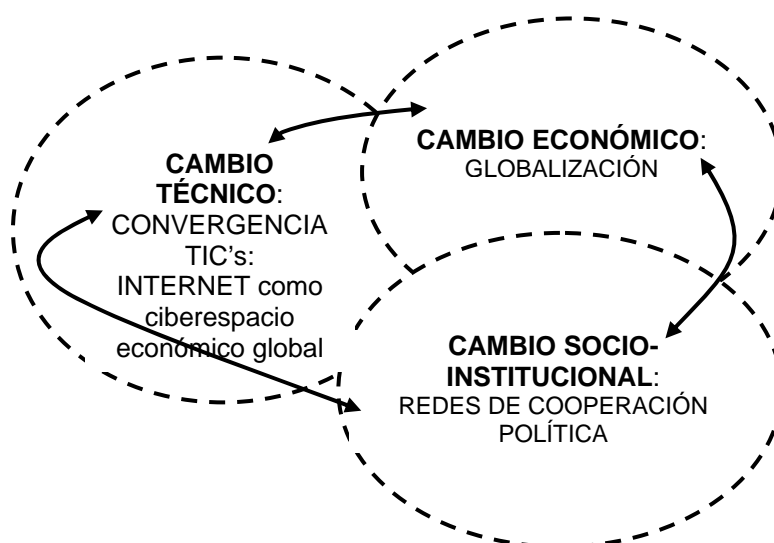 CAMBIO
TÉCNICO:
CONVERGENCIA
TIC's:
INTERNET como
ciberespacio
económico global
CAMBIO ECONÓMICO:
GLOBALIZACIÓN
CAMBIO SOCIO-
INSTITUCIONAL:
REDES DE COOPERACIÓN
POLÍTICA